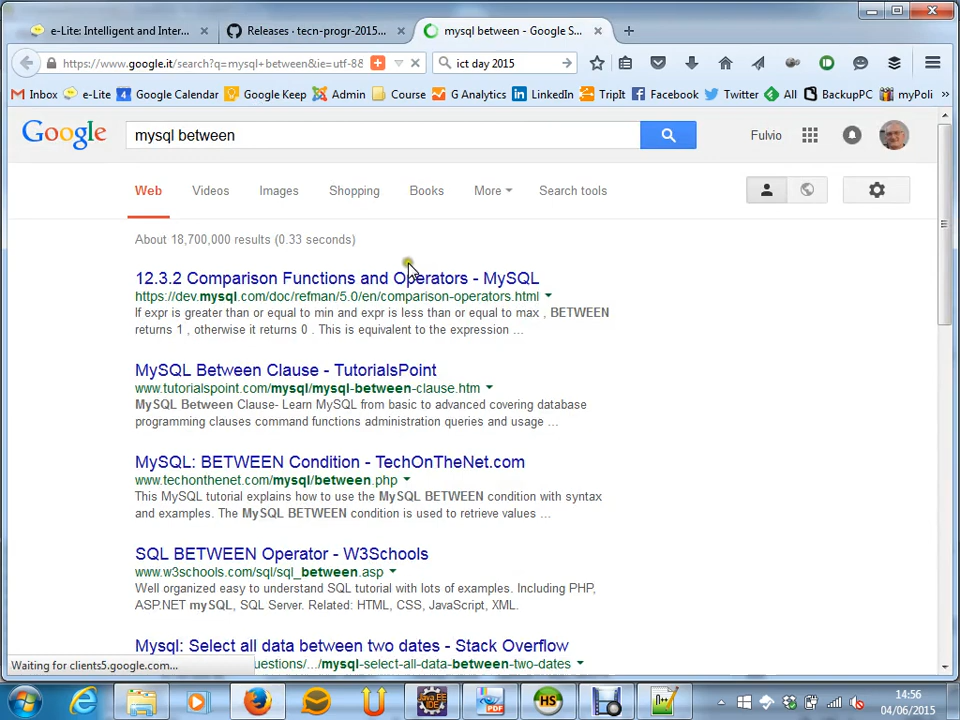 e-Lite: Intelligent and Inter...
Releases · tecn-progr-2015...
mysql between - Google S...
https://www.google.it/search?q=mysql+between&ie=utf-8&
ict day 2015
Inbox
e-Lite
4 Google Calendar
Google Keep
Admin
Course
G Analytics
LinkedIn
TripIt
Facebook
Twitter
All
BackupPC
myPoli
»
Google
mysql between
Fulvio
Web
Videos
Images
Shopping
Books
More
Search tools
About 18,700,000 results (0.33 seconds)
12.3.2 Comparison Functions and Operators - MySQL
https://dev.mysql.com/doc/refman/5.0/en/comparison-operators.html
If expr is greater than or equal to min and expr is less than or equal to max , BETWEEN
returns 1 , otherwise it returns 0 . This is equivalent to the expression ...
MySQL Between Clause - TutorialsPoint
www.tutorialspoint.com/mysql/mysql-between-clause.htm
MySQL Between Clause- Learn MySQL from basic to advanced covering database
programming clauses command functions administration queries and usage ...
MySQL: BETWEEN Condition - TechOnTheNet.com
www.techonthenet.com/mysql/between.php
This MySQL tutorial explains how to use the MySQL BETWEEN condition with syntax
and examples. The MySQL BETWEEN condition is used to retrieve values ...
SQL BETWEEN Operator - W3Schools
www.w3schools.com/sql/sql_between.asp
Well organized easy to understand SQL tutorial with lots of examples. Including PHP,
ASP.NET mySQL, SQL Server. Related: HTML, CSS, JavaScript, XML.
Mysql: Select all data between two dates - Stack Overflow
uestions/.../mysql-select-all-data-between-two-dates
Waiting for clients5.google.com...
Java EE
IDE
PDF
HS
14:56
04/06/2015